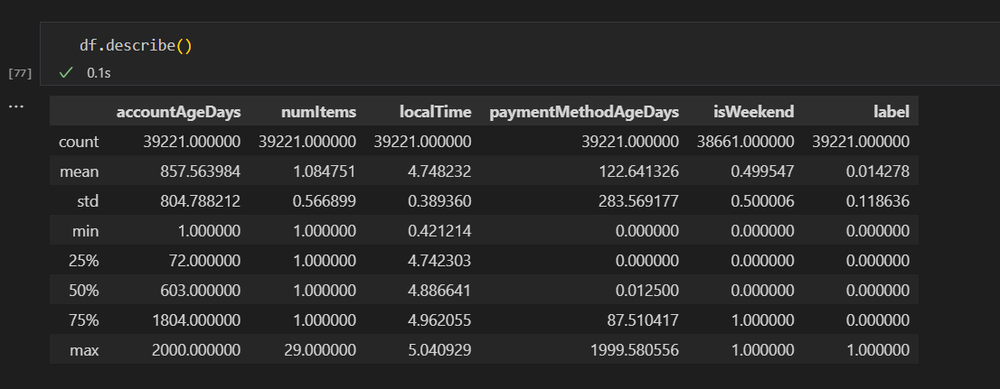 df.describe()
[77] ✓ 0.1s
...
accountAgeDays numItems localTime paymentMethodAgeDays isWeekend label
count 39221.000000 39221.000000 39221.000000 39221.000000 38661.000000 39221.000000
mean 857.563984 1.084751 4.748232 122.641326 0.499547 0.014278
std 804.788212 0.566899 0.389360 283.569177 0.500006 0.118636
min 1.000000 1.000000 0.421214 0.000000 0.000000 0.000000
25% 72.000000 1.000000 4.742303 0.000000 0.000000 0.000000
50% 603.000000 1.000000 4.886641 0.012500 0.000000 0.000000
75% 1804.000000 1.000000 4.962055 87.510417 1.000000 0.000000
max 2000.000000 29.000000 5.040929 1999.580556 1.000000 1.000000